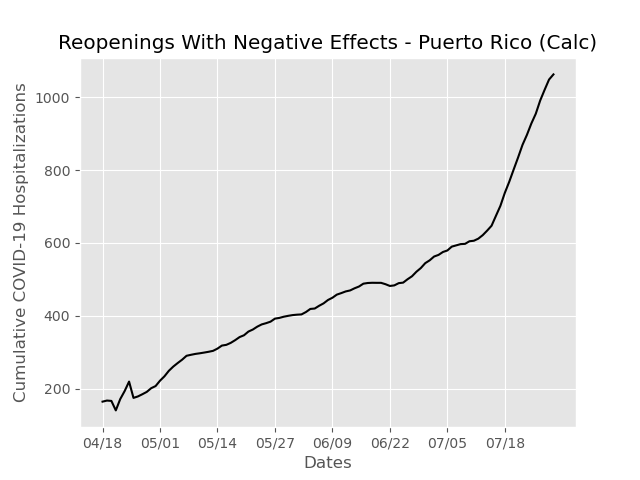 Reopenings With Negative Effects - Puerto Rico (Calc)
Cumulative COVID-19 Hospitalizations
1000
800
600
400
200
04/18 05/01 05/14 05/27 06/09 06/22 07/05 07/18
Dates